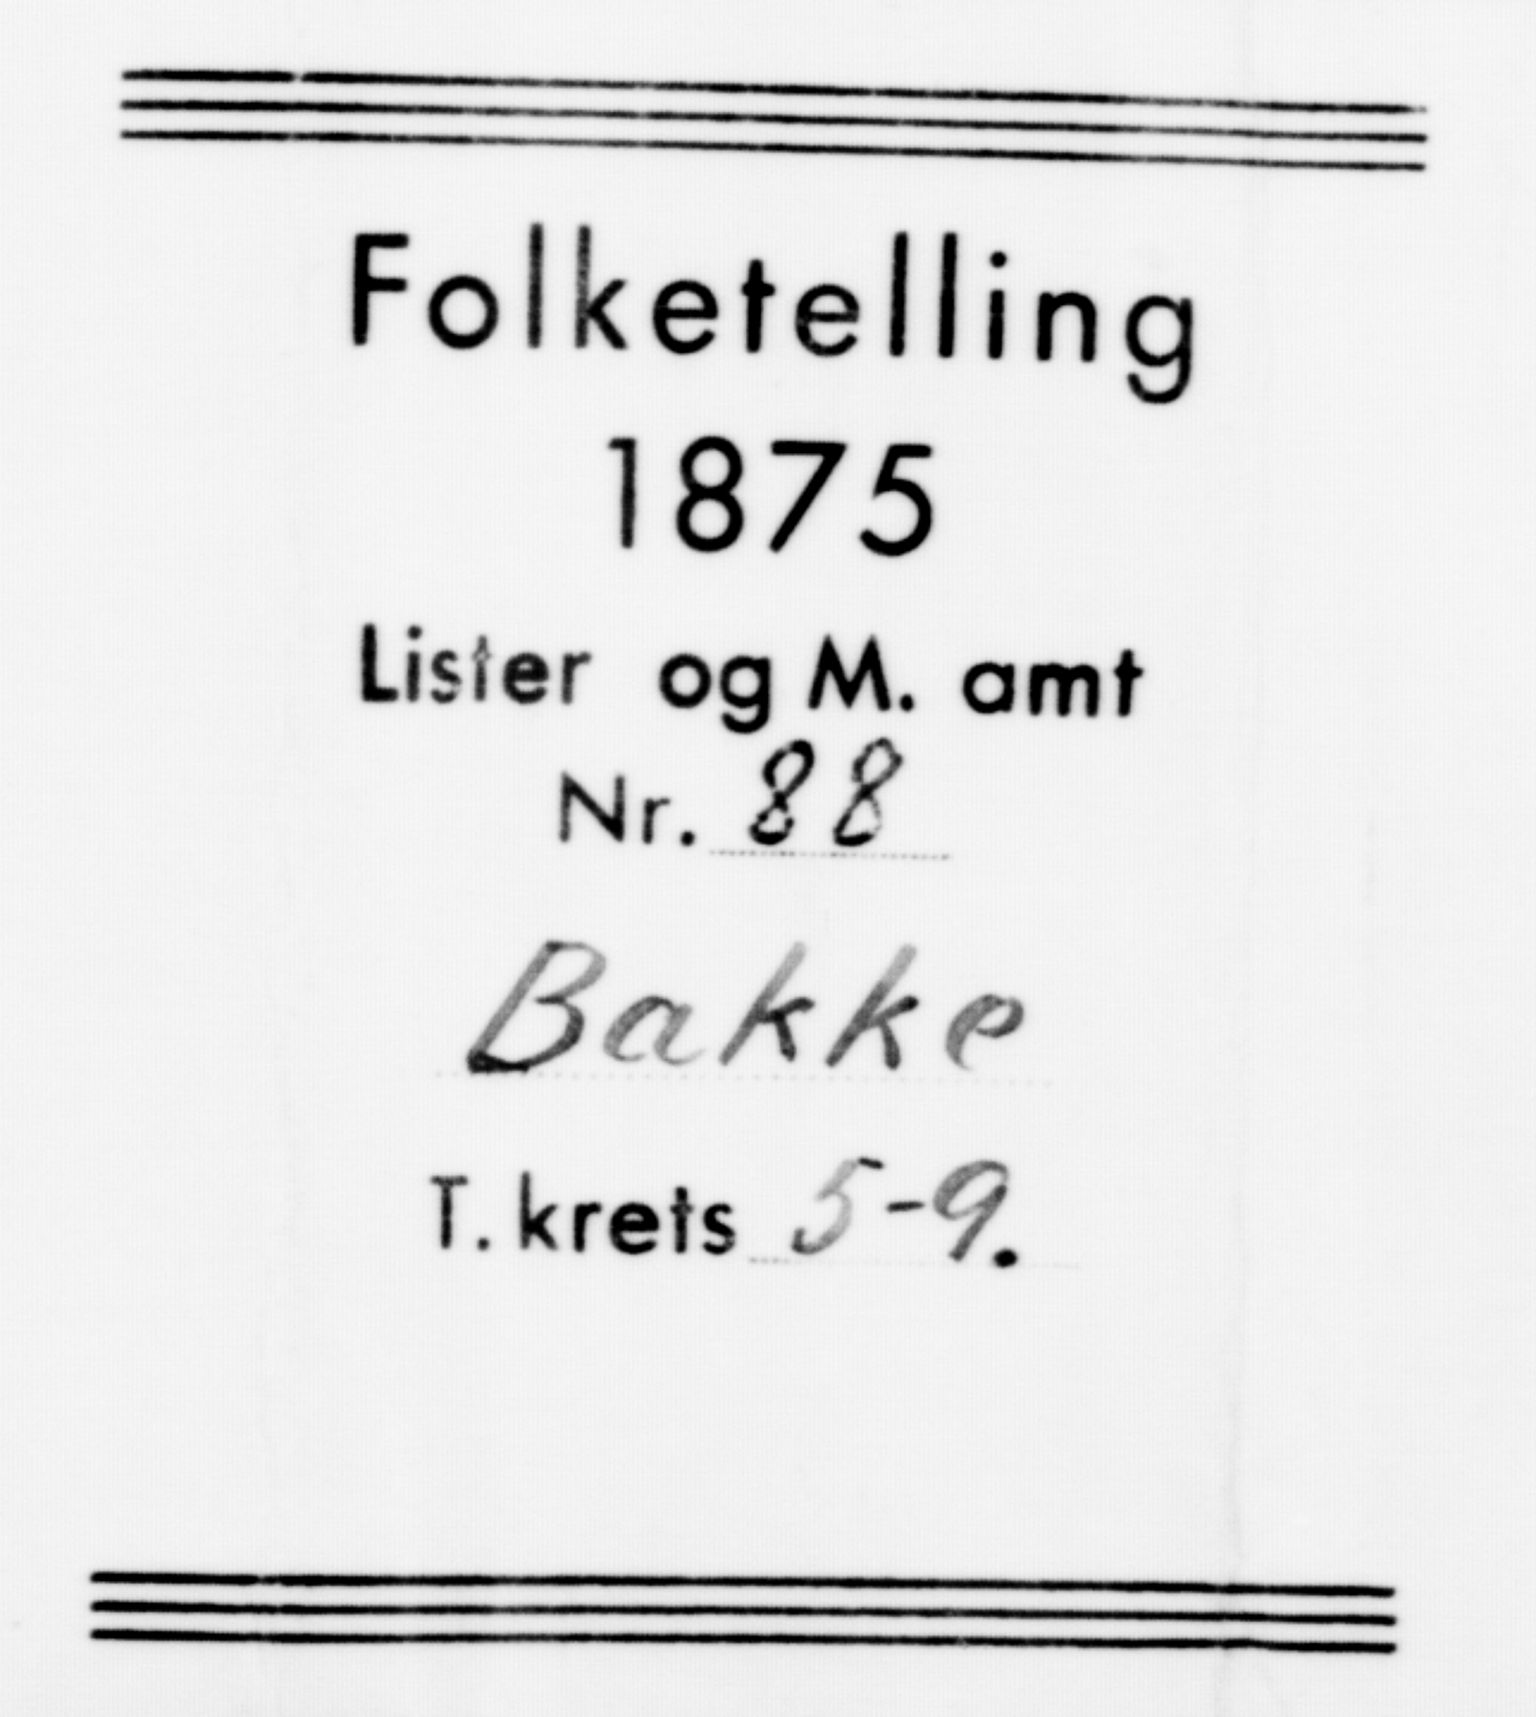 Folketelling
1875
Lister og M. amt
Nr. 88
Bakke
T. krets 5-9.